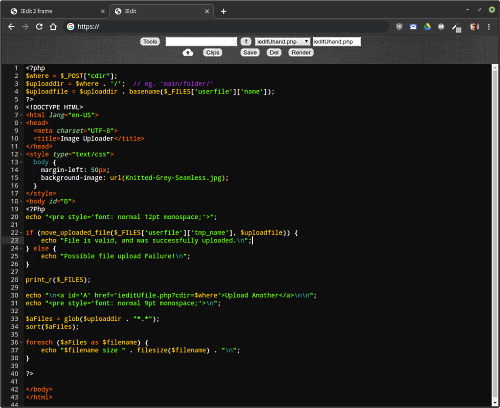 IEdit 2 frame
IEdit
https://
Tools
ieditUhand.php
ieditUhand.php
Clips
Save
Del
Render
1 <?php
2 $where = $_POST["cdir"];
3 $uploaddir = $where . '/';  // eg. 'main/folder/'
4 $uploadfile = $uploaddir . basename($_FILES['userfile']['name']);
5 ?>
6 <!DOCTYPE HTML>
7 <html lang="en-US">
8 <head>
9   <meta charset="UTF-8">
10   <title>Image Uploader</title>
11 </head>
12 <style type="text/css">
13   body {
14     margin-left: 50px;
15     background-image: url(Knitted-Grey-Seamless.jpg);
16   }
17 </style>
18 <body id="B">
19 <?Php
20 echo "<pre style='font: normal 12pt monospace;'>";
21
22 if (move_uploaded_file($_FILES['userfile']['tmp_name'], $uploadfile)) {
23     echo "File is valid, and was successfully uploaded.\n";
24 } else {
25     echo "Possible file upload Failure!\n";
26 }
27
28 print_r($_FILES);
29
30 echo "\n<a id='A' href='ieditUfile.php?cdir=$where'>Upload Another</a>\n\n";
31 echo "<pre style='font: normal 9pt monospace;'>\n";
32
33 $aFiles = glob($uploaddir . "*.*");
34 sort($aFiles);
35
36 foreach ($aFiles as $filename) {
37     echo "$filename size " . filesize($filename) . "\n";
38 }
39
40 ?>
41
42 </body>
43 </html>